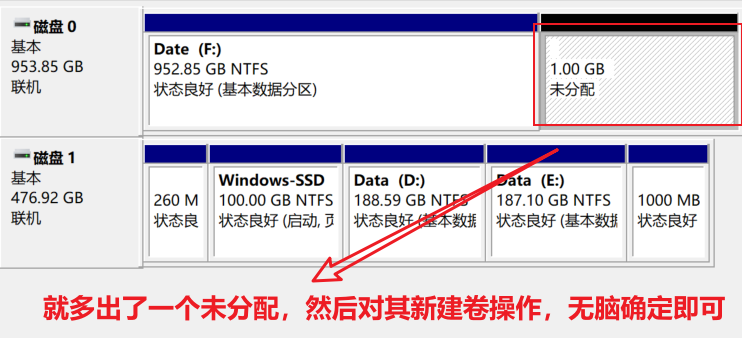 磁盘 0
基本
953.85 GB
联机
Date (F:)
952.85 GB NTFS
状态良好 (基本数据分区)
1.00 GB
未分配
磁盘 1
基本
476.92 GB
联机
260 M
状态良
Windows-SSD
100.00 GB NTFS
状态良好 (启动, 页
Data (D:)
188.59 GB NTFS
状态良好 (基本数据
Data (E:)
187.10 GB NTFS
状态良好 (基本数据
1000 MB
状态良好
就多出了一个未分配，然后对其新建卷操作，无脑确定即可